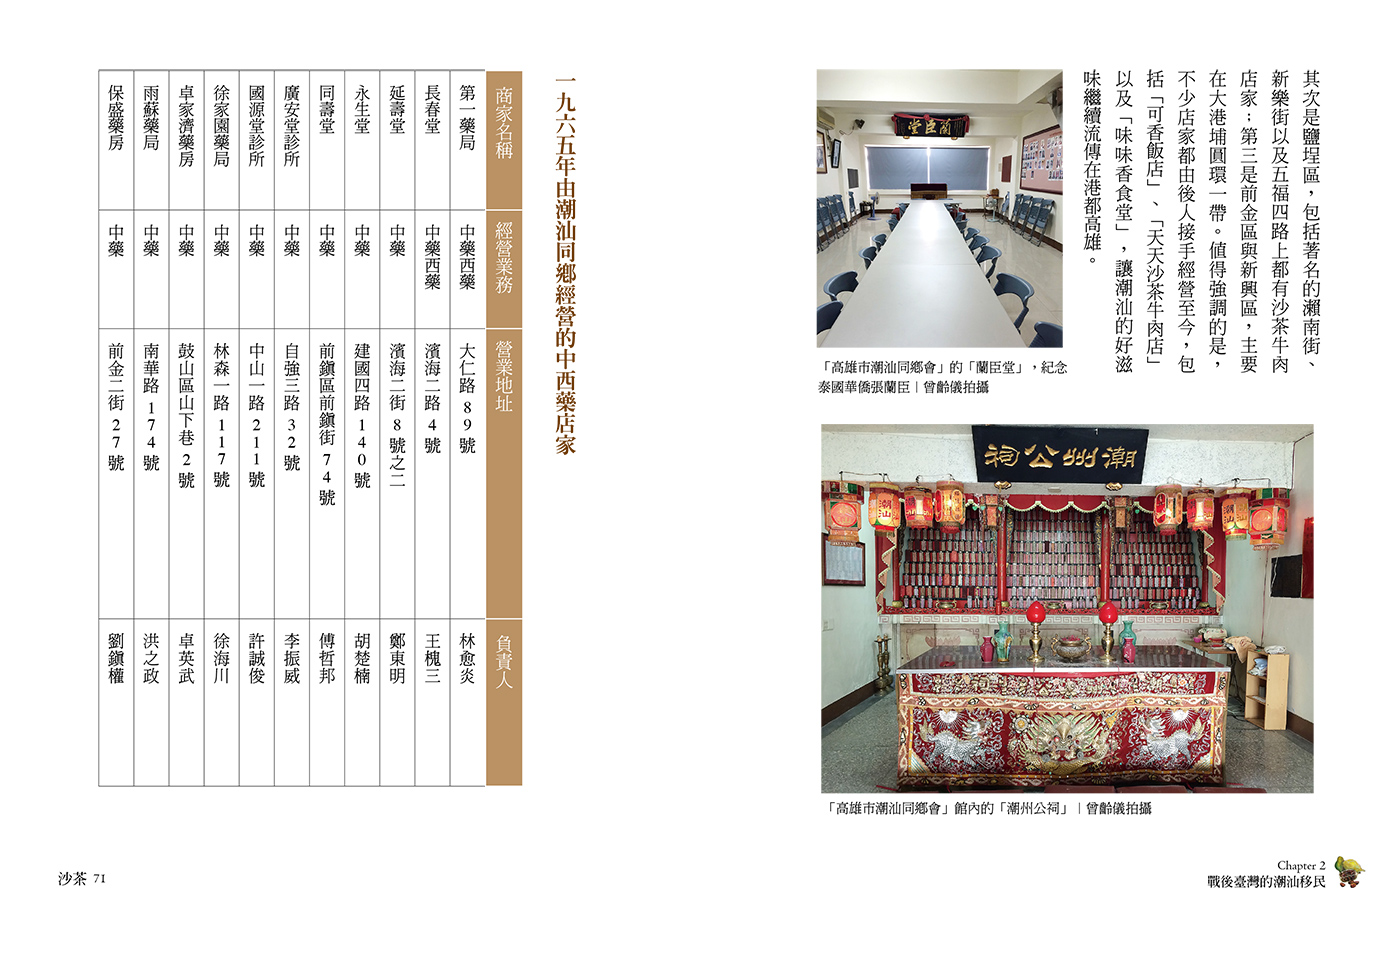 其次是鹽埕區，包括著名的瀨南街、
新樂街以及五福四路上都有沙茶牛肉
店家；第三是前金區與新興區，主要
在大港埔圓環一帶。值得強調的是，
不少店家都由後人接手經營至今，包
括「可香飯店」、「天天沙茶牛肉店」
以及「味味香食堂」，讓潮汕的好滋
味繼續流傳在港都高雄。
蘭臣堂
「高雄市潮汕同鄉會」的「蘭臣堂」，紀念
泰國華僑張蘭臣｜曾齡儀拍攝
潮州公祠
潮汕
潮汕
潮汕
「高雄市潮汕同鄉會」館內的「潮州公祠」｜曾齡儀拍攝
Chapter 2
戰後臺灣的潮汕移民
一九六五年由潮汕同鄉經營的中西藥店家
商家名稱 經營業務 營業地址 負責人
第一藥局 中藥西藥 大仁路89號 林愈炎
長春堂 中藥西藥 濱海二路4號 王槐三
延壽堂 中藥 濱海二街8號之二 鄭東明
永生堂 中藥 建國四路140號 胡楚楠
同壽堂 中藥 前鎮區前鎮街74號 傅哲邦
廣安堂診所 中藥 自強三路32號 李振威
國源堂診所 中藥 中山一路211號 許誠俊
徐家園藥局 中藥 林森一路117號 徐海川
卓家濟藥房 中藥 鼓山區山下巷2號 卓英武
雨蘇藥局 中藥 南華路174號 洪之政
保盛藥房 中藥 前金二街27號 劉鎮權
沙茶 71